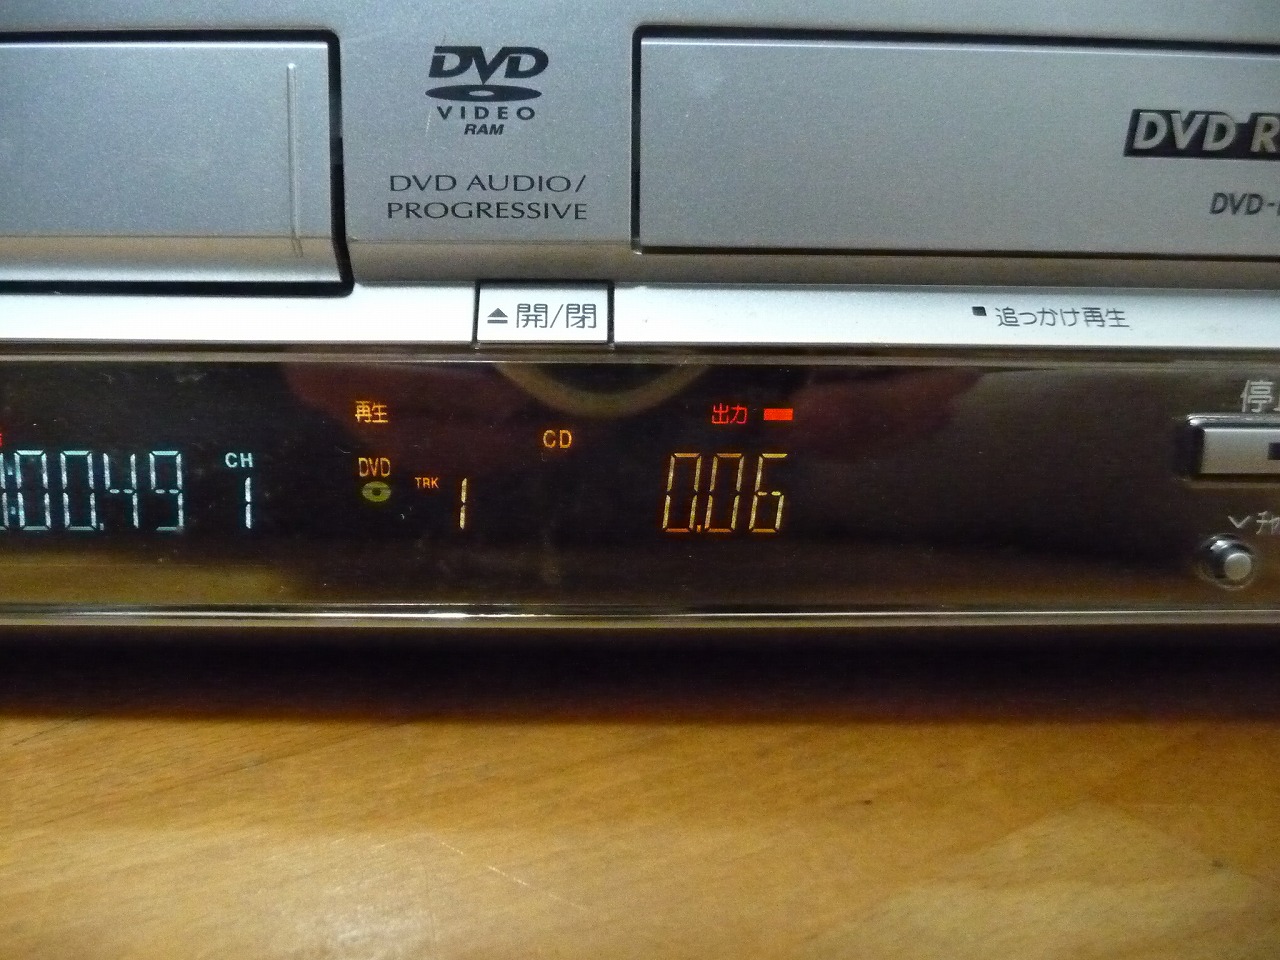 DVD
VIDEO
RAM
DVD AUDIO/
PROGRESSIVE
DVD R
DVD-
開/閉
追っかけ再生
停
再生
出力
CD
CH
DVD
TRK
00.49
1
1
0.06